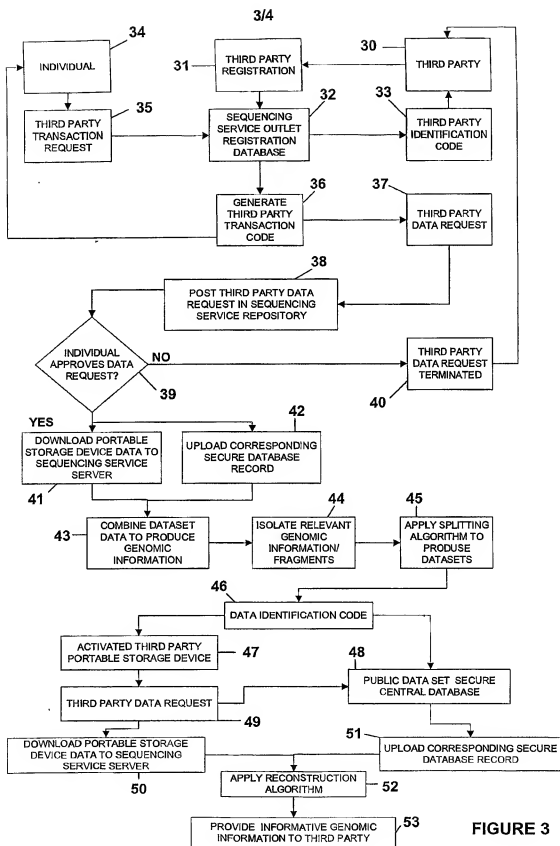 3/4
34
INDIVIDUAL
31
THIRD PARTY
REGISTRATION
30
THIRD PARTY
35
THIRD PARTY
TRANSACTION
REQUEST
32
SEQUENCING
SERVICE OUTLET
REGISTRATION
DATABASE
33
THIRD PARTY
IDENTIFICATION
CODE
36
GENERATE THIRD PARTY
TRANSACTION
CODE
37
THIRD PARTY
DATA REQUEST
38
POST THIRD PARTY DATA
REQUEST IN SEQUENCING
SERVICE REPOSITORY
INDIVIDUAL
APPROVES DATA
REQUEST?
39
NO
THIRD PARTY
DATA REQUEST
TERMINATED
40
YES
DOWNLOAD PORTABLE
STORAGE DEVICE DATA TO
SEQUENCING SERVICE
SERVER
41
42
UPLOAD CORRESPONDING
SECURE DATABASE
RECORD
43
COMBINE DATASET
DATA TO PRODUCE
GENOMIC
INFORMATION
44
ISOLATE RELEVANT
GENOMIC
INFORMATION/
FRAGMENTS
45
APPLY SPLITTING
ALGORITHM TO
PRODUSE
DATASETS
46
DATA IDENTIFICATION CODE
ACTIVATED THIRD PARTY
PORTABLE STORAGE DEVICE
47
48
PUBLIC DATA SET SECURE
CENTRAL DATABASE
THIRD PARTY DATA REQUEST
49
DOWNLOAD PORTABLE STORAGE
DEVICE DATA TO SEQUENCING
SERVICE SERVER
50
51
UPLOAD CORRESPONDING SECURE
DATABASE RECORD
APPLY RECONSTRUCTION
ALGORITHM
52
PROVIDE INFORMATIVE GENOMIC
INFORMATION TO THIRD PARTY
53
FIGURE 3